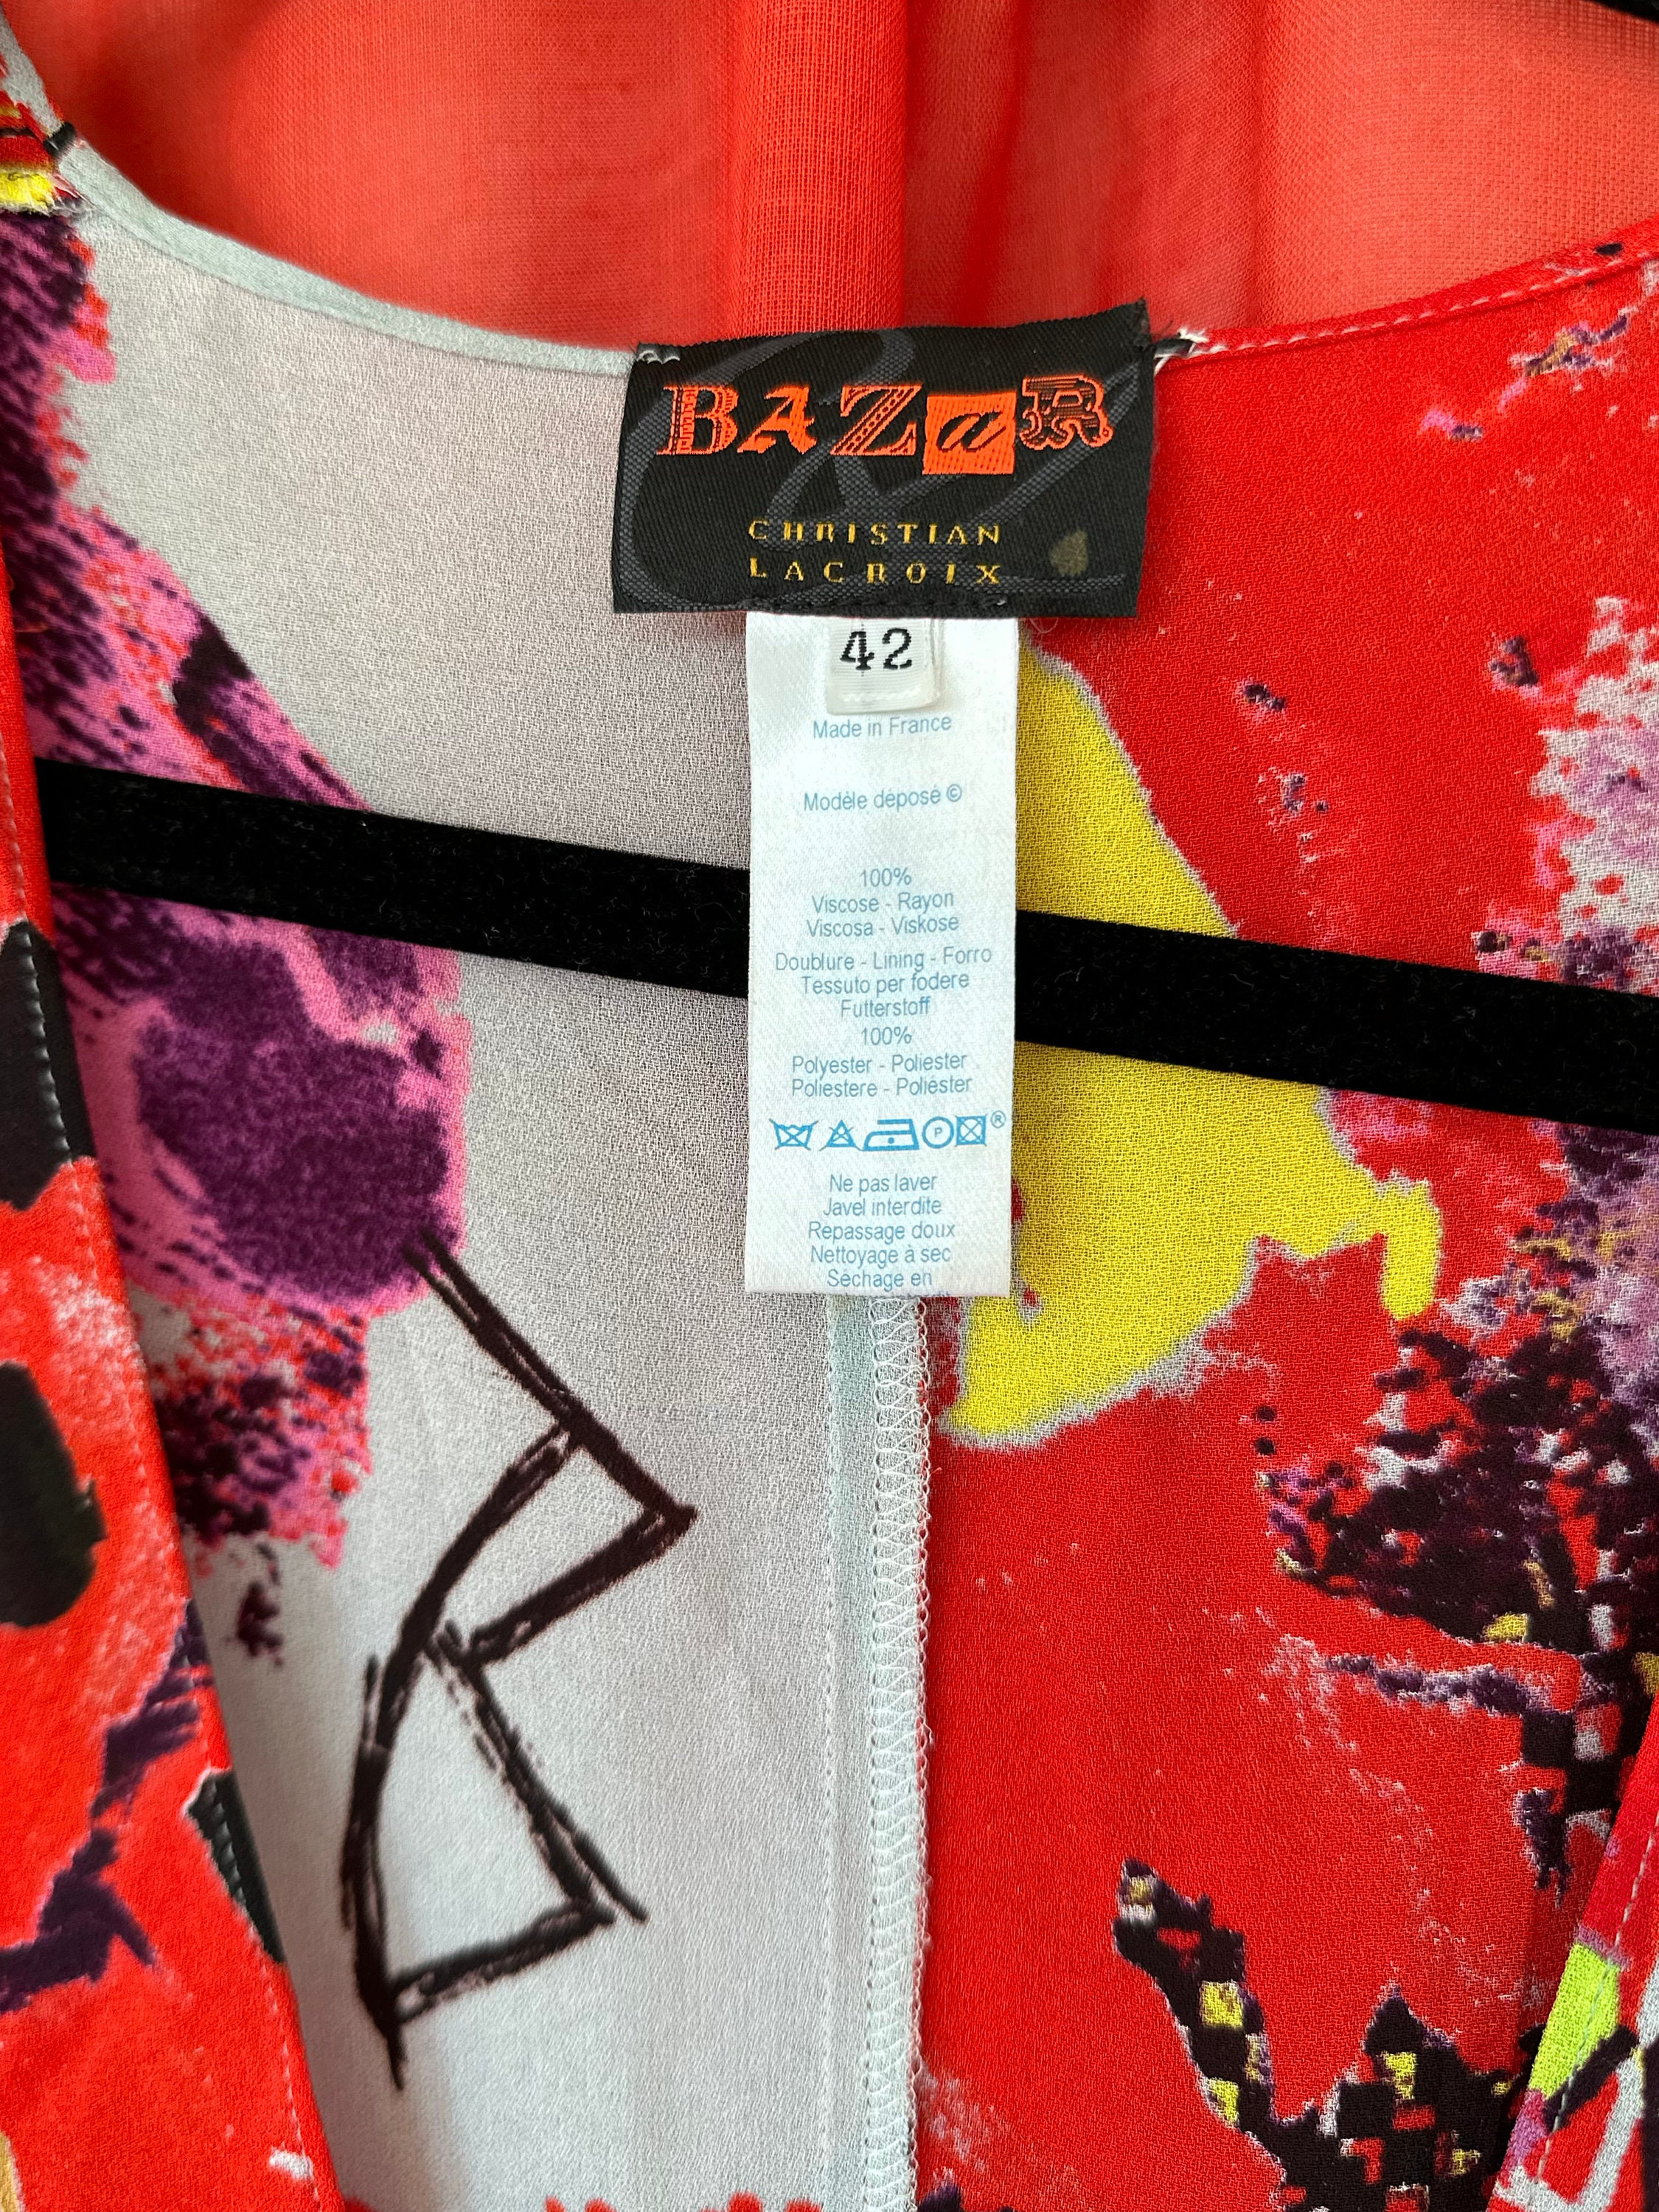 BAZaR
CHRISTIAN
LACROIX
42
Made in France
Modèle déposé ©
100%
Viscose - Rayon
Viscosa - Viskose
Doublure - Lining - Forro
Tessuto per fodere
Futterstoff
100%
Polyester - Poliester
Poliestere - Poliéster
P ®
Ne pas laver
Javel interdite
Repassage doux
Nettoyage à sec
Séchage en